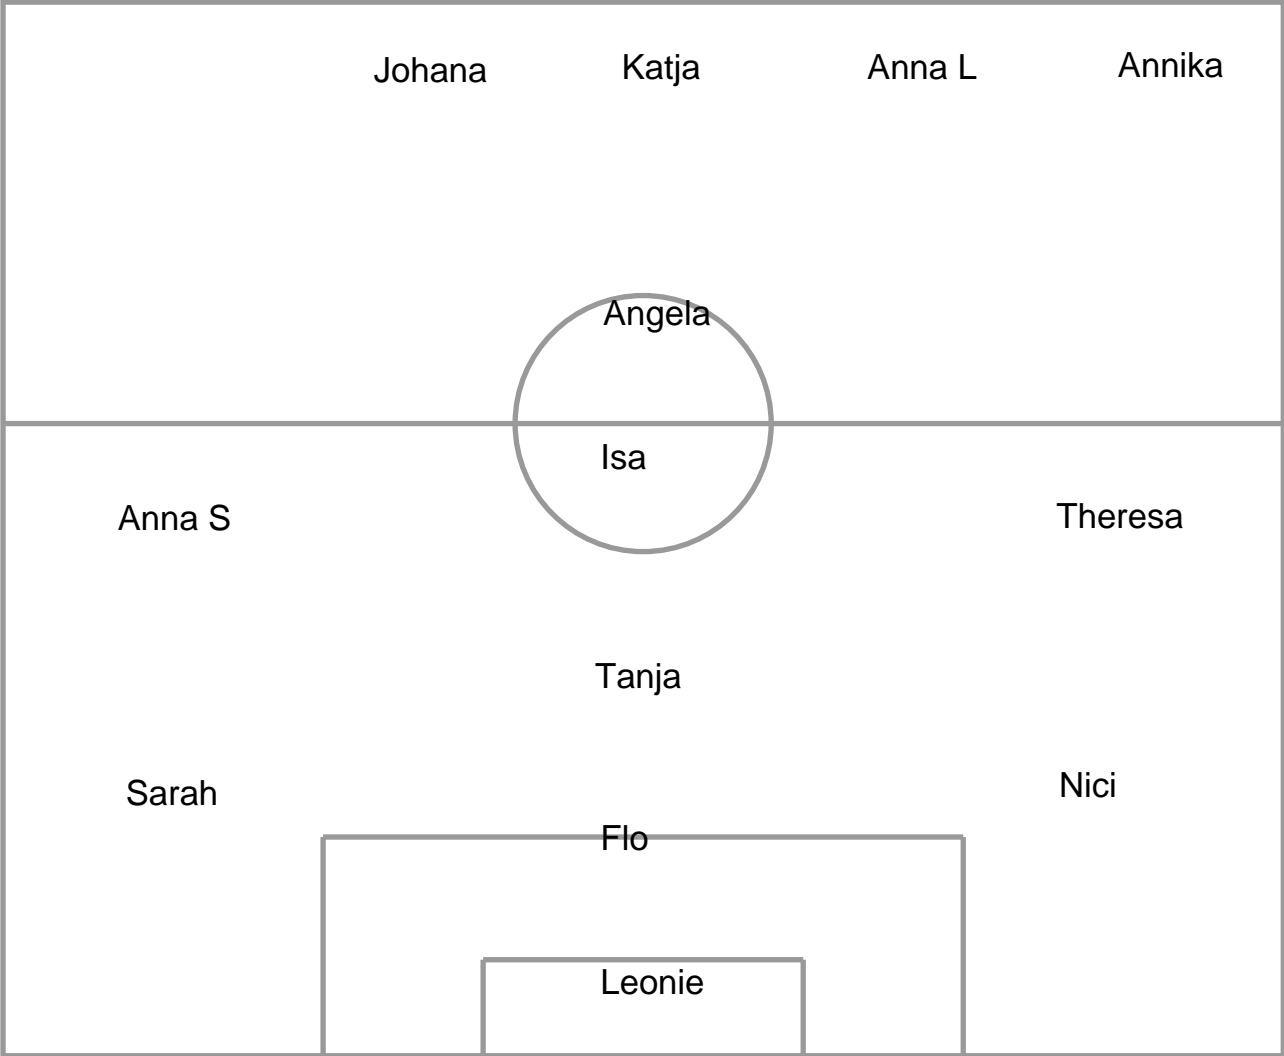 Johana Katja Anna L Annika
Angela
Isa
Anna S Theresa
Tanja
Sarah Nici
Flo
Leonie